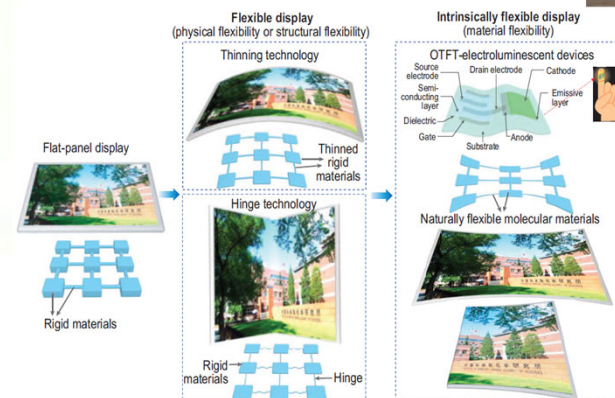 Flexible display
(physical flexibility or structural flexibility)
Intrinsically flexible display
(material flexibility)
Flat-panel display
Rigid materials
Thinning technology
Thinned
rigid
materials
Hinge technology
Rigid
materials
Hinge
OTFT-electroluminescent devices
Source
electrode
Drain electrode
Cathode
Semi-
conducting
layer
Emissive
layer
Dielectric
Gate
Anode
Substrate
Naturally flexible molecular materials